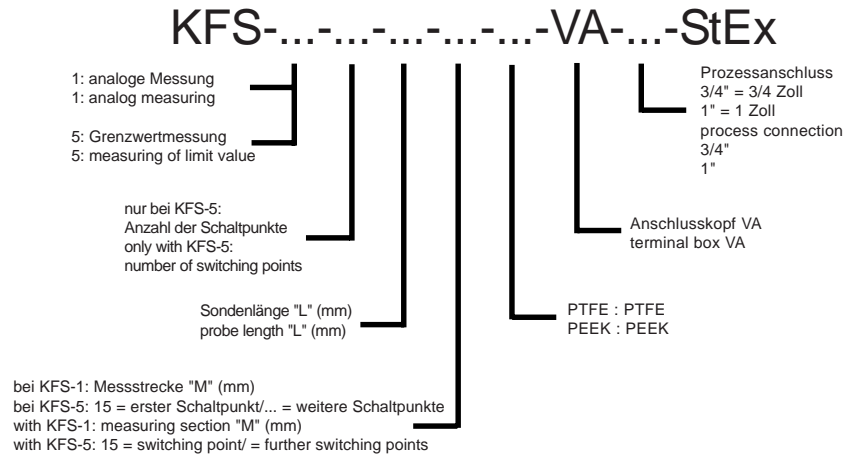 KFS-...-...-...-...-...-VA-...-StEx
1: analoge Messung
1: analog measuring
5: Grenzwertmessung
5: measuring of limit value
nur bei KFS-5:
Anzahl der Schaltpunkte
only with KFS-5:
number of switching points
Sondenlänge "L" (mm)
probe length "L" (mm)
bei KFS-1: Messstrecke "M" (mm)
bei KFS-5: 15 = erster Schaltpunkt/... = weitere Schaltpunkte
with KFS-1: measuring section "M" (mm)
with KFS-5: 15 = switching point/ = further switching points
PTFE : PTFE
PEEK : PEEK
Anschlusskopf VA
terminal box VA
Prozessanschluss
3/4" = 3/4 Zoll
1" = 1 Zoll
process connection
3/4"
1"